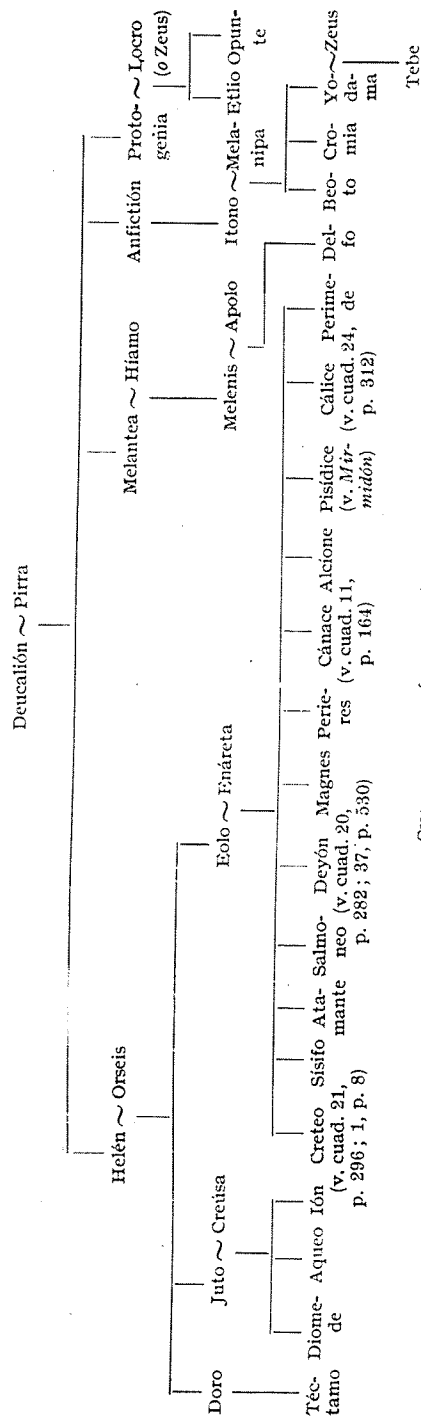 Deucalión ~ Pirra
Helén ~ Orseis Melantea ~ Híamo Anfictión Proto- ~ Locro
genia (o Zeus)
Doro Juto ~ Creúsa Eolo ~ Enáreta Melenis ~ Apolo Itono ~ Mela- Etlio Opun-
nipa te
Téc- Diome- Aqueo Ión Creteo Sísifo Ata- Salmo- Deyón Magnes Perie- Cánace Alcíone Pisídice Cálice Perime- Del- Beo- Cro- Yo- ~ Zeus
tamo de (v. cuad. 21, mante neo (v. cuad. 20, res (v. cuad. 11, (v. Mir- (v. cuad. 24, de fo to mia da-
p. 296 ; 1, p. 8) p. 282 ; 37, p. 530) p. 164) midón) p. 312) ma
Tebe